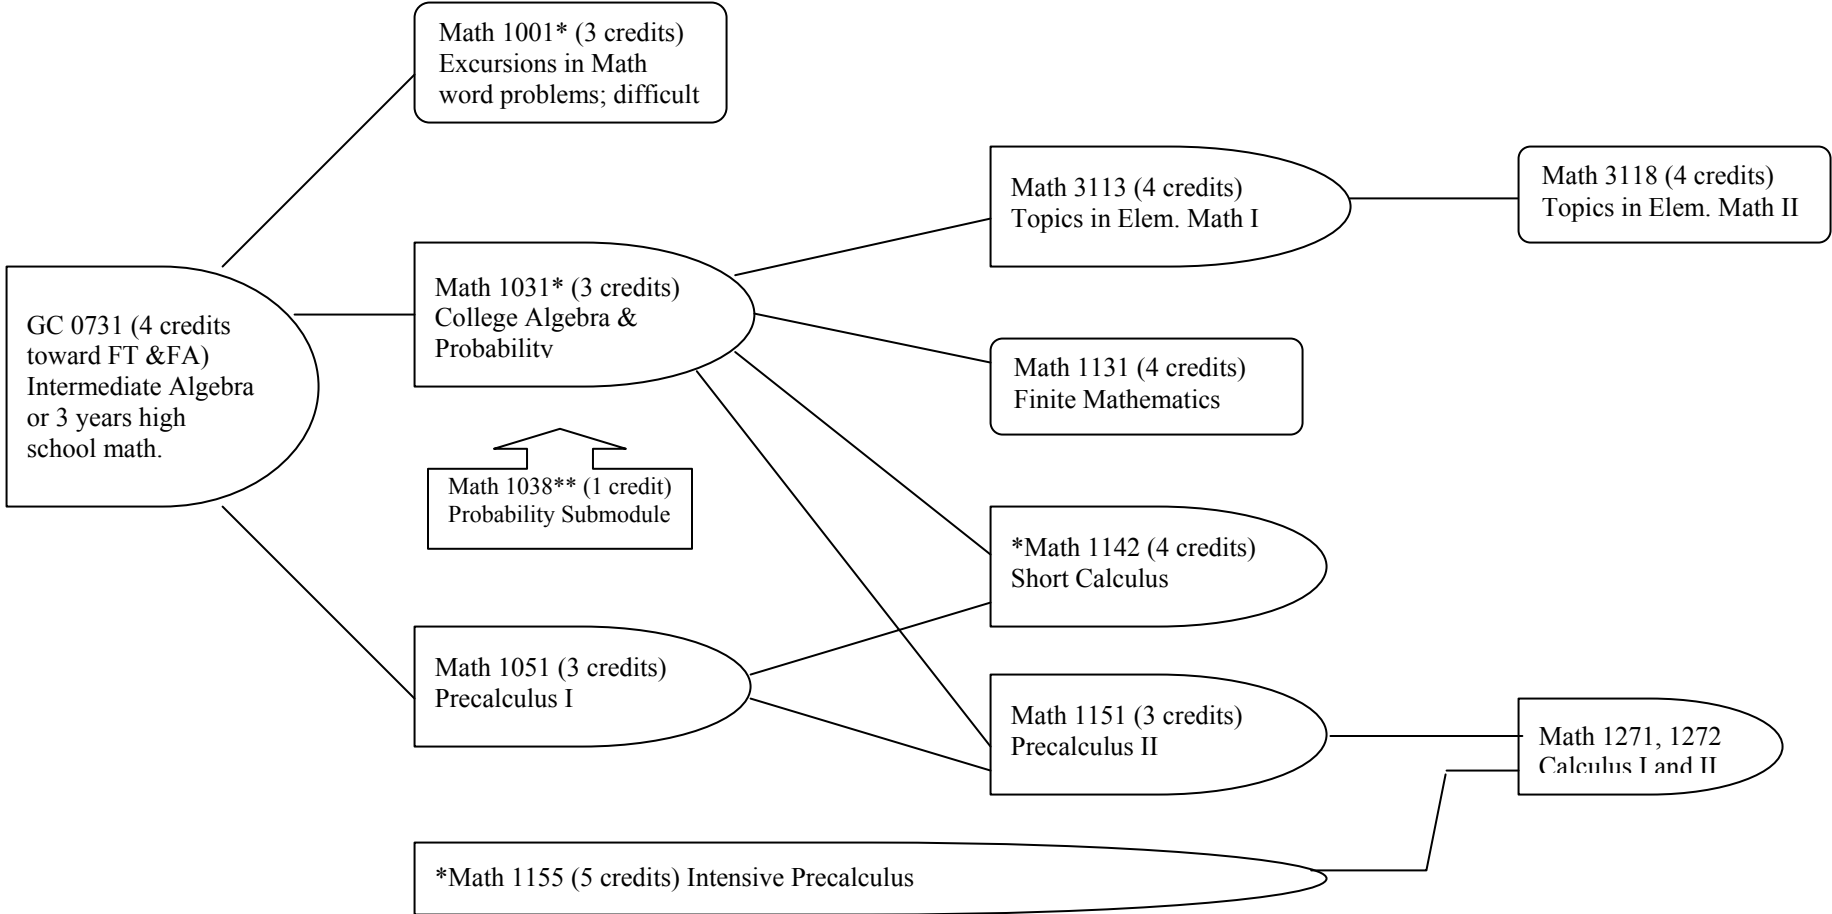 Math 1001* (3 credits)
Excursions in Math
word problems; difficult
Math 3113 (4 credits)
Topics in Elem. Math I
Math 3118 (4 credits)
Topics in Elem. Math II
GC 0731 (4 credits
toward FT &FA)
Intermediate Algebra
or 3 years high
school math.
Math 1031* (3 credits)
College Algebra &
Probability
Math 1131 (4 credits)
Finite Mathematics
Math 1038** (1 credit)
Probability Submodule
*Math 1142 (4 credits)
Short Calculus
Math 1051 (3 credits)
Precalculus I
Math 1151 (3 credits)
Precalculus II
Math 1271, 1272
Calculus I and II
*Math 1155 (5 credits) Intensive Precalculus